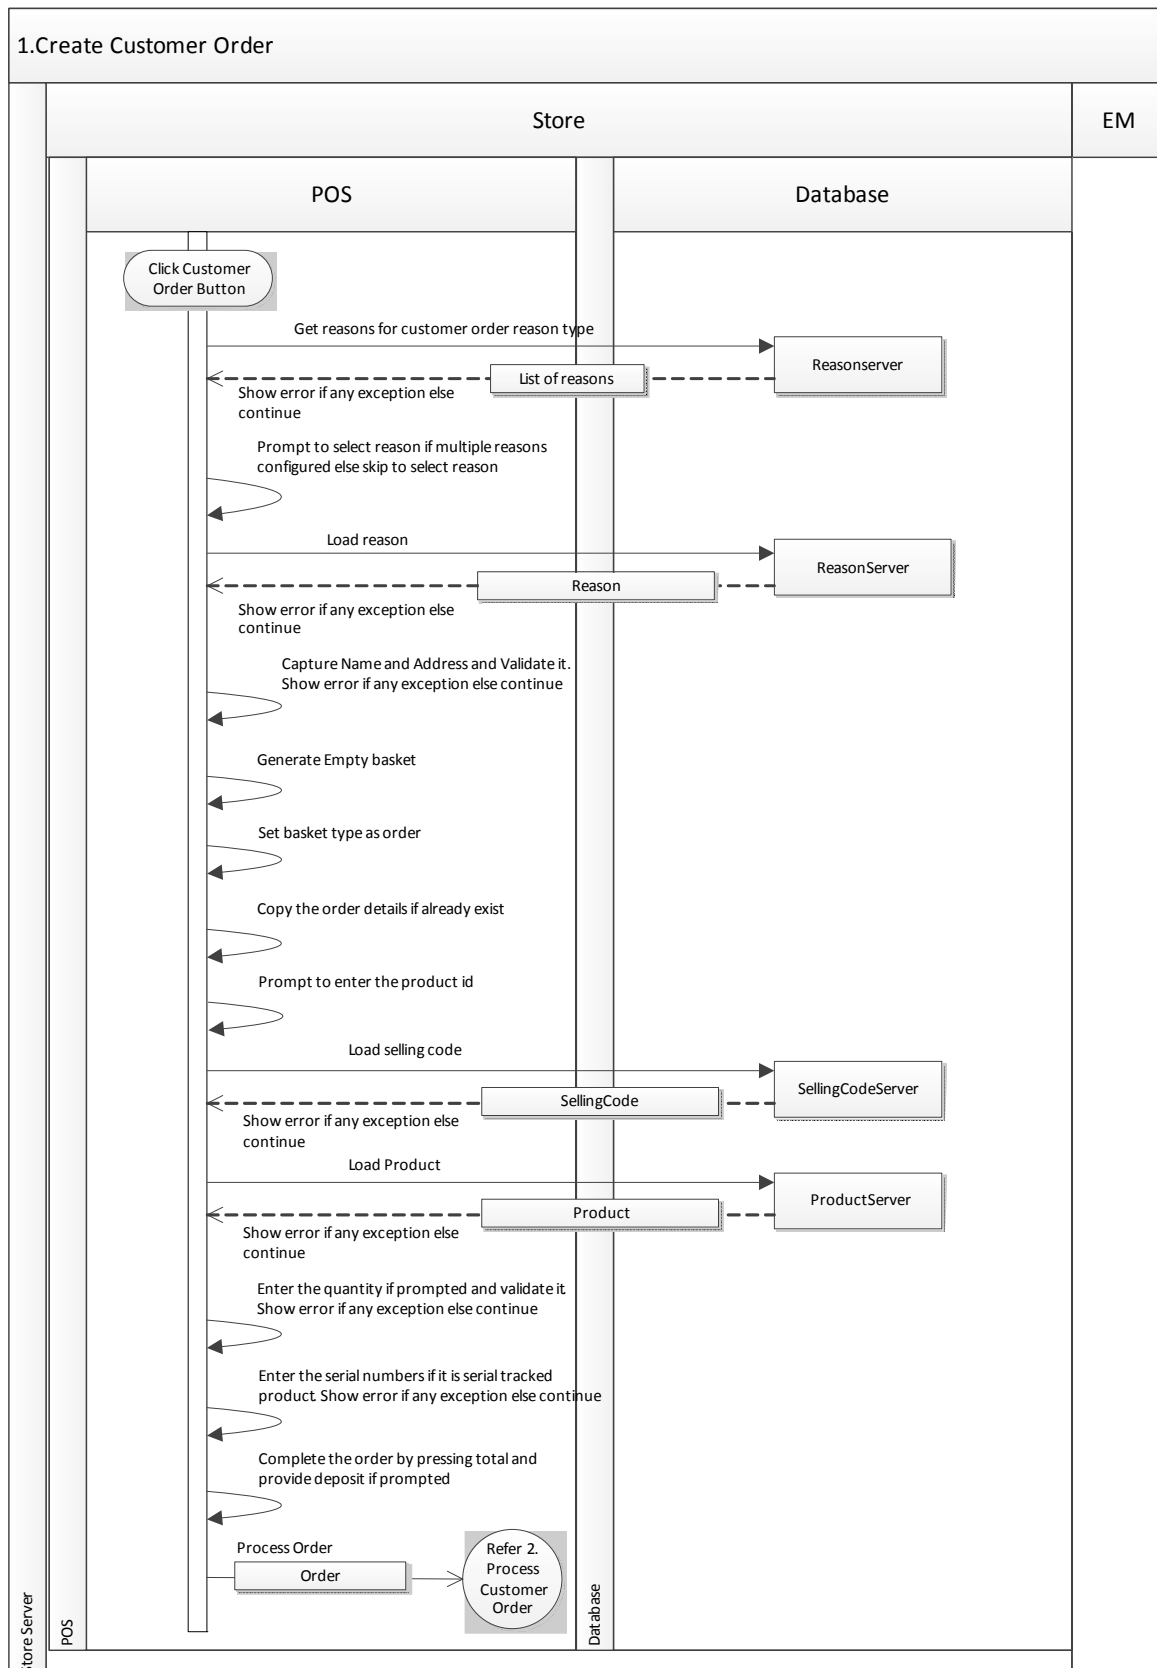 1.Create Customer Order
Store
EM
POS
Database
Click Customer
Order Button
Get reasons for customer order reason type
Reasonserver
List of reasons
Show error if any exception else
continue
Prompt to select reason if multiple reasons
configured else skip to select reason
Load reason
ReasonServer
Reason
Show error if any exception else
continue
Capture Name and Address and Validate it.
Show error if any exception else continue
Generate Empty basket
Set basket type as order
Copy the order details if already exist
Prompt to enter the product id
Load selling code
SellingCodeServer
SellingCode
Show error if any exception else
continue
Load Product
ProductServer
Product
Show error if any exception else
continue
Enter the quantity if prompted and validate it.
Show error if any exception else continue
Enter the serial numbers if it is serial tracked
product. Show error if any exception else continue
Complete the order by pressing total and
provide deposit if prompted
Process Order
Order
Refer 2.
Process
Customer
Order
Store Server
POS
Database